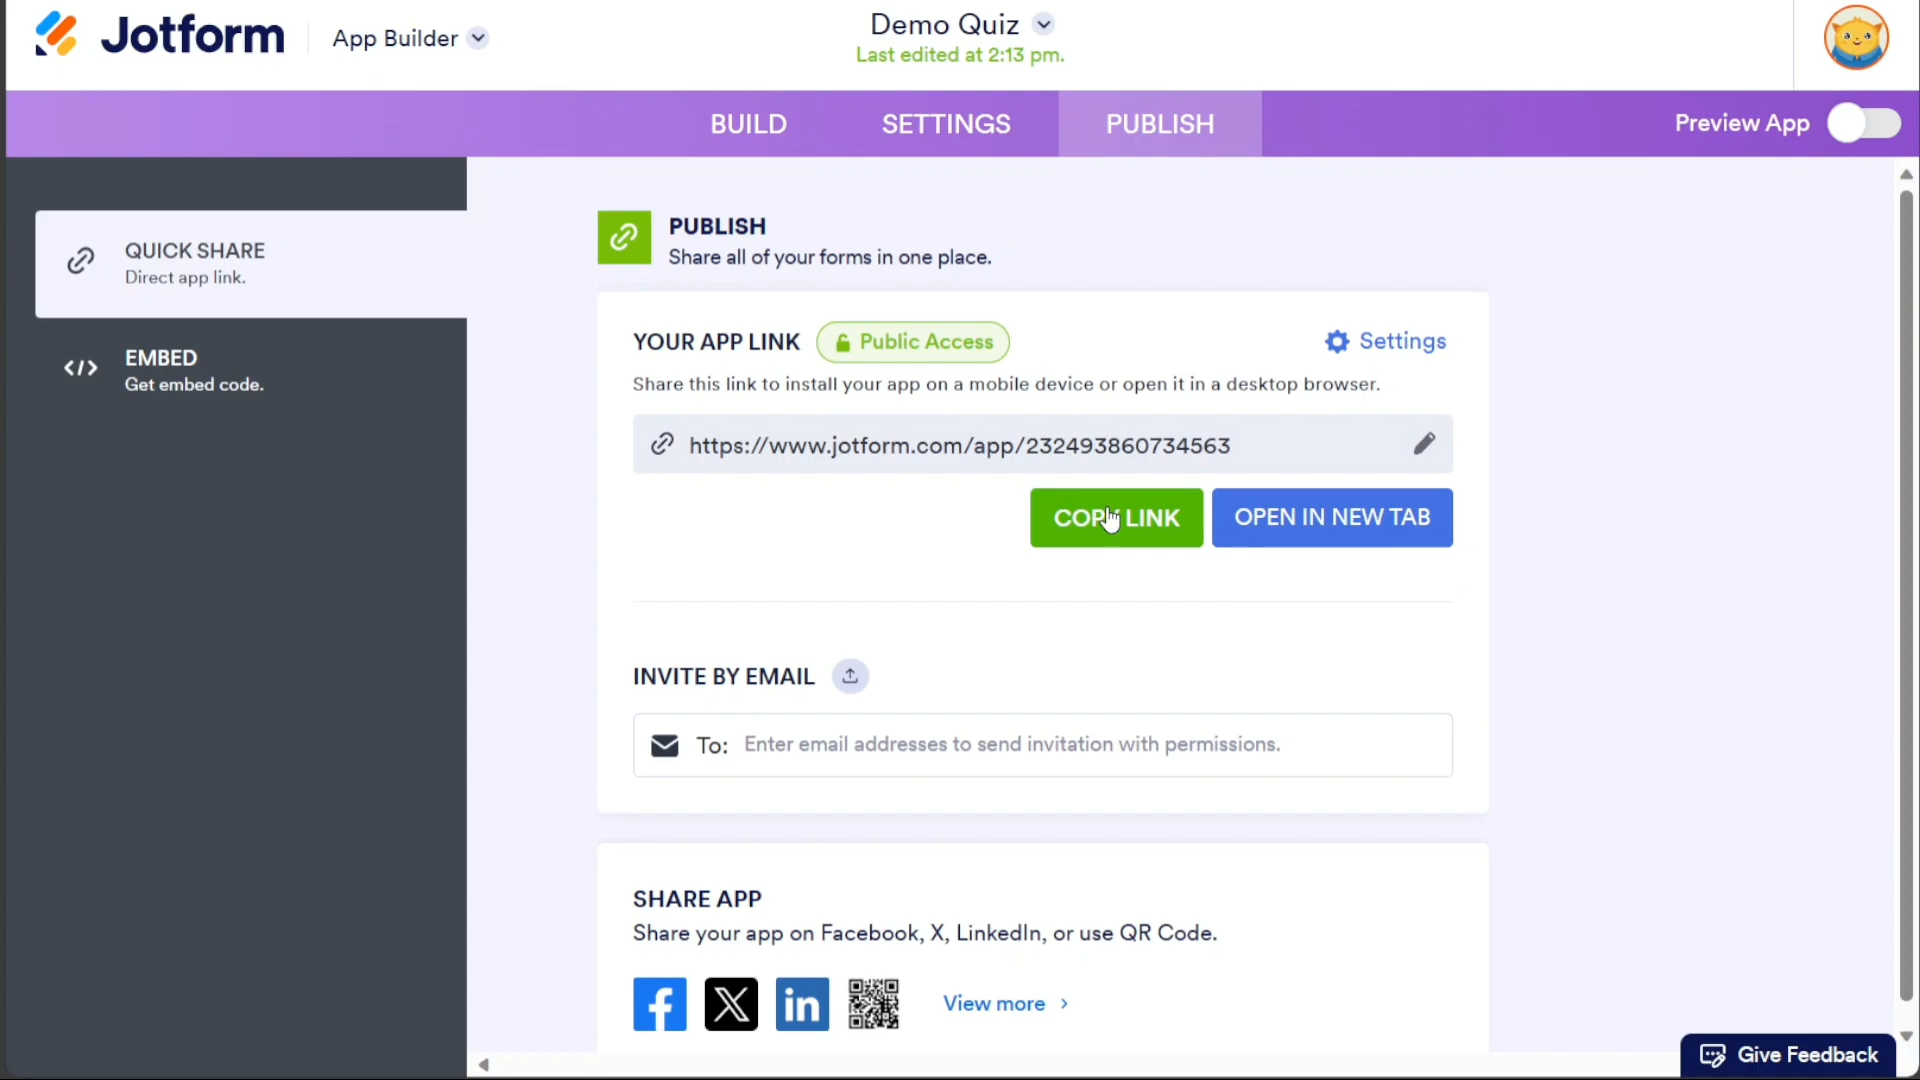 Jotform
App Builder
Demo Quiz
Last edited at 2:13 pm.
BUILD
SETTINGS
PUBLISH
Preview App
QUICK SHARE
Direct app link.
EMBED
Get embed code.
PUBLISH
Share all of your forms in one place.
YOUR APP LINK
Public Access
Settings
Share this link to install your app on a mobile device or open it in a desktop browser.
https://www.jotform.com/app/232493860734563
COPY LINK
OPEN IN NEW TAB
INVITE BY EMAIL
To: Enter email addresses to send invitation with permissions.
SHARE APP
Share your app on Facebook, X, LinkedIn, or use QR Code.
View more
Give Feedback